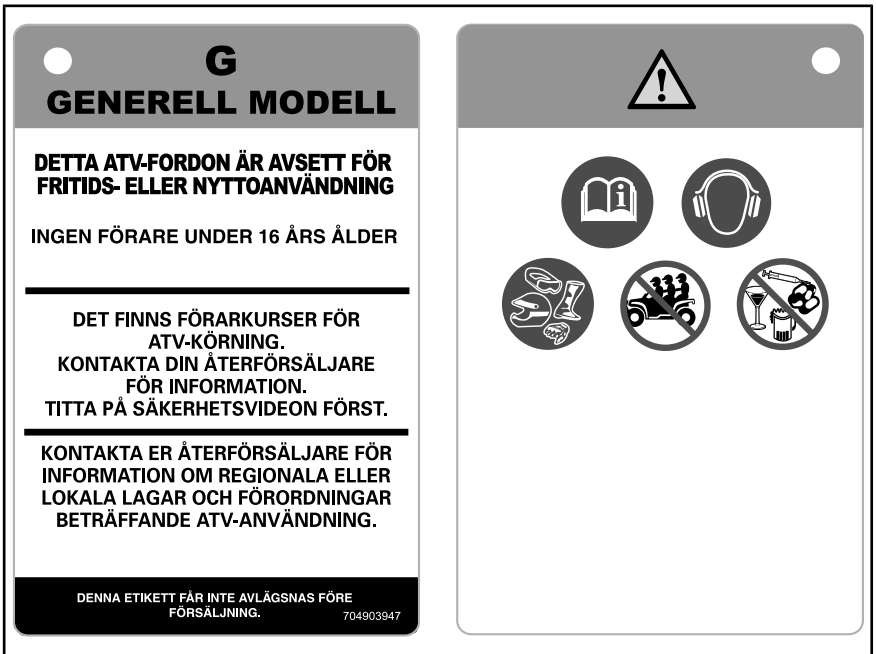 G
GENERELL MODELL
DETTA ATV-FORDON ÄR AVSETT FÖR
FRITIDS- ELLER NYTTOANVÄNDNING
INGEN FÖRARE UNDER 16 ÅRS ÅLDER
DET FINNS FÖRARKURSER FÖR
ATV-KÖRNING.
KONTAKTA DIN ÅTERFÖRSÄLJARE
FÖR INFORMATION.
TITTA PÅ SÄKERHETSVIDEON FÖRST.
KONTAKTA ER ÅTERFÖRSÄLJARE FÖR
INFORMATION OM REGIONALA ELLER
LOKALA LAGAR OCH FÖRORDNINGAR
BETRÄFFANDE ATV-ANVÄNDNING.
DENNA ETIKETT FÅR INTE AVLÄGSNAS FÖRE
FÖRSÄLJNING.
704903947